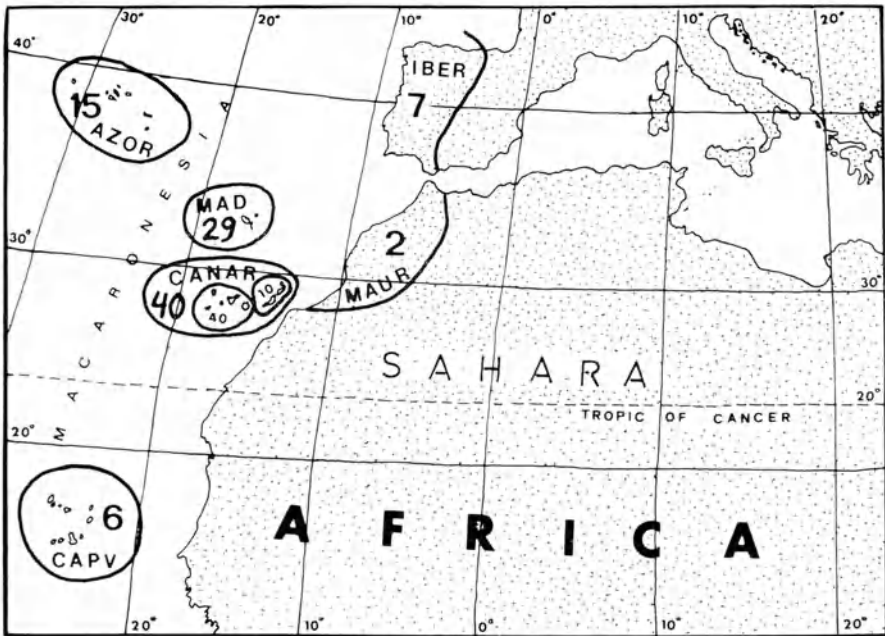 30° 20° 10° 0° 10° 20°
40°
IBER
7
15
AZOR
MACARONESIA
MAD
29
2
MAUR
30°
30°
CANAR
40
40
10
SAHARA
20°
TROPIC OF CANCER
20°
6
CAPV
AFRICA
20° 10° 0° 10° 20°